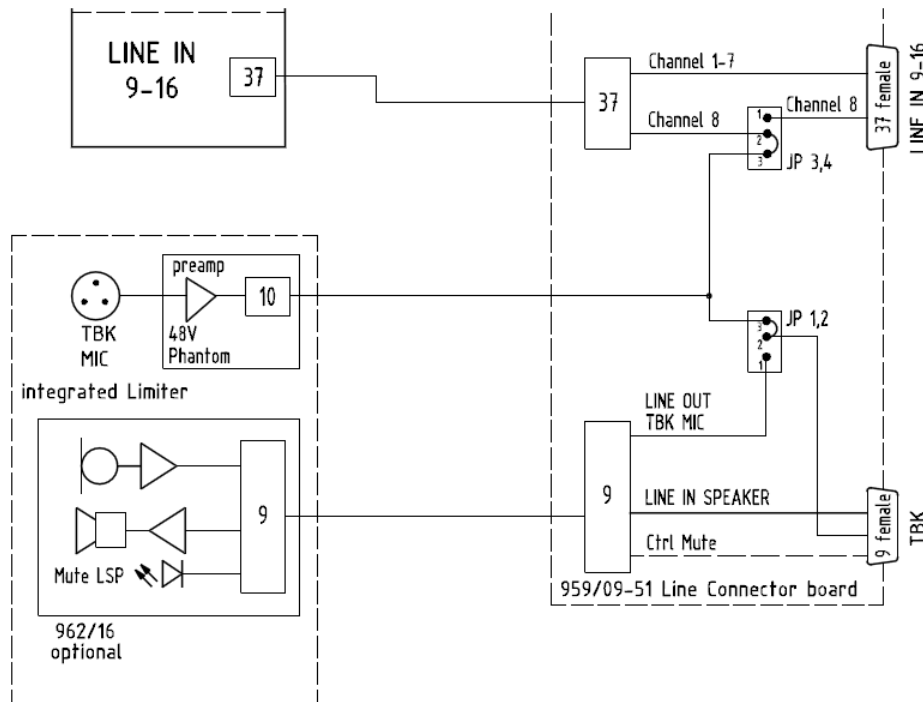 LINE IN
9-16
37
37
Channel 1-7
Channel 8
1
2
3
Channel 8
JP 3,4
37 female
LINE IN 9-16
TBK
MIC
preamp
10
48V
Phantom
integrated Limiter
3
2
1
JP 1,2
LINE OUT
TBK MIC
9
9
LINE IN SPEAKER
Ctrl Mute
9 female
TBK
Mute LSP
959/09-51 Line Connector board
962/16
optional